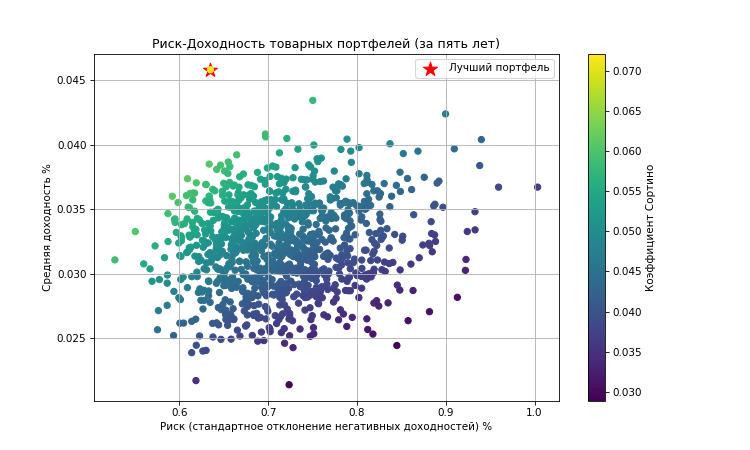 Риск-Доходность товарных портфелей (за пять лет)
Лучший портфель
Средняя доходность %
0.045
0.040
0.035
0.030
0.025
0.6 0.7 0.8 0.9 1.0
Риск (стандартное отклонение негативных доходностей) %
0.070
0.065
0.060
0.055
0.050
0.045
0.040
0.035
0.030
Коэффициент Сортино